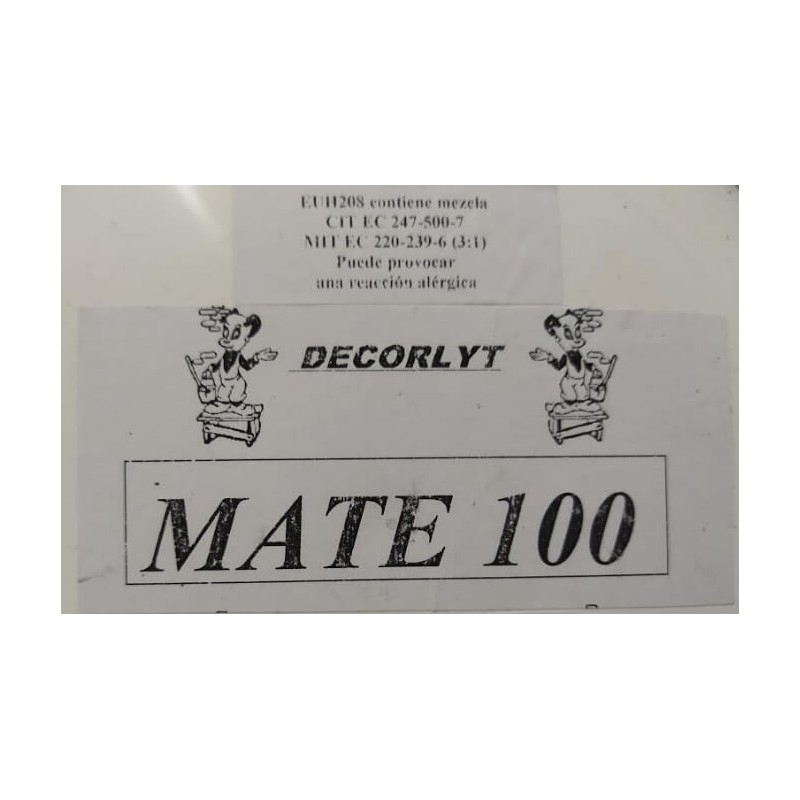 EUH208 contiene mezcla
CIT EC 247-500-7
MIT EC 220-239-6 (3:1)
Puede provocar
una reacción alérgica
DECORLYT
MATE 100